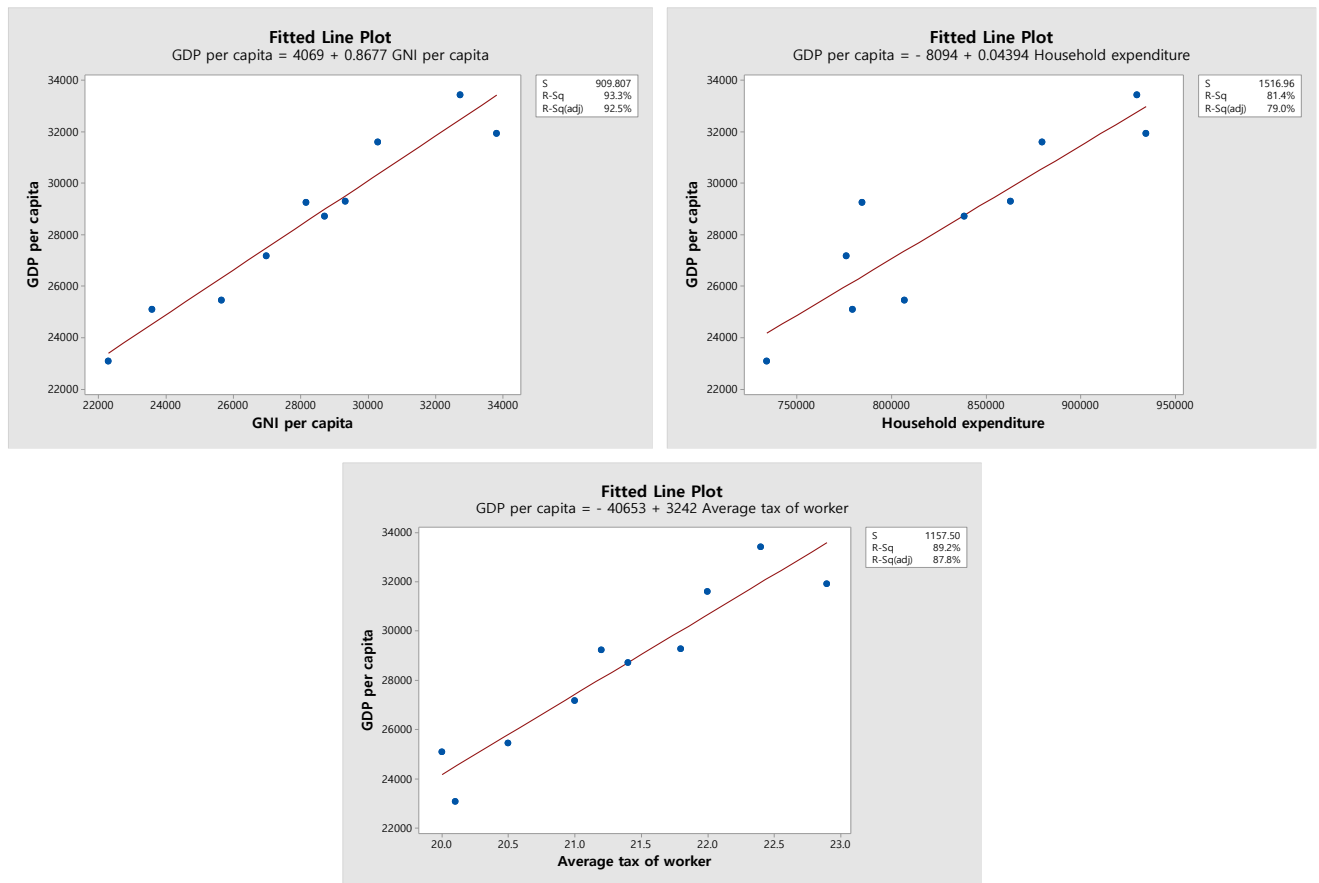 Fitted Line Plot
GDP per capita = 4069 + 0.8677 GNI per capita
S 909.807
R-Sq 93.3%
R-Sq(adj) 92.5%
GDP per capita
34000
32000
30000
28000
26000
24000
22000
22000 24000 26000 28000 30000 32000 34000
GNI per capita
Fitted Line Plot
GDP per capita = - 8094 + 0.04394 Household expenditure
S 1516.96
R-Sq 81.4%
R-Sq(adj) 79.0%
GDP per capita
34000
32000
30000
28000
26000
24000
22000
750000 800000 850000 900000 950000
Household expenditure
Fitted Line Plot
GDP per capita = - 40653 + 3242 Average tax of worker
S 1157.50
R-Sq 89.2%
R-Sq(adj) 87.8%
GDP per capita
34000
32000
30000
28000
26000
24000
22000
20.0 20.5 21.0 21.5 22.0 22.5 23.0
Average tax of worker